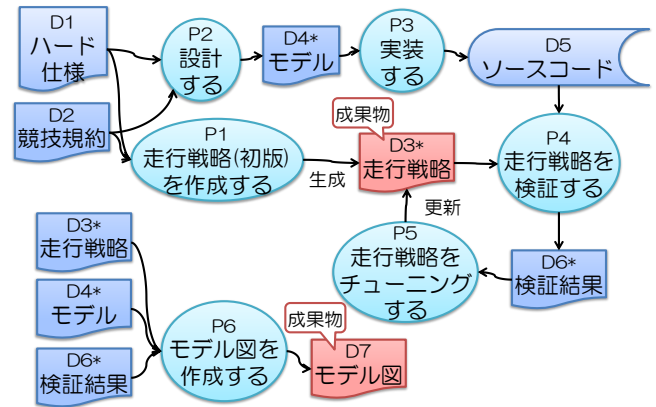 D1
ハード
仕様
P2
設計
する
D4*
モデル
P3
実装
する
D5
ソースコード
D2
競技規約
P1
走行戦略(初版)
を作成する
生成
成果物
D3*
走行戦略
P4
走行戦略を
検証する
更新
P5
走行戦略を
チューニング
する
D6*
検証結果
D3*
走行戦略
D4*
モデル
D6*
検証結果
P6
モデル図を
作成する
成果物
D7
モデル図